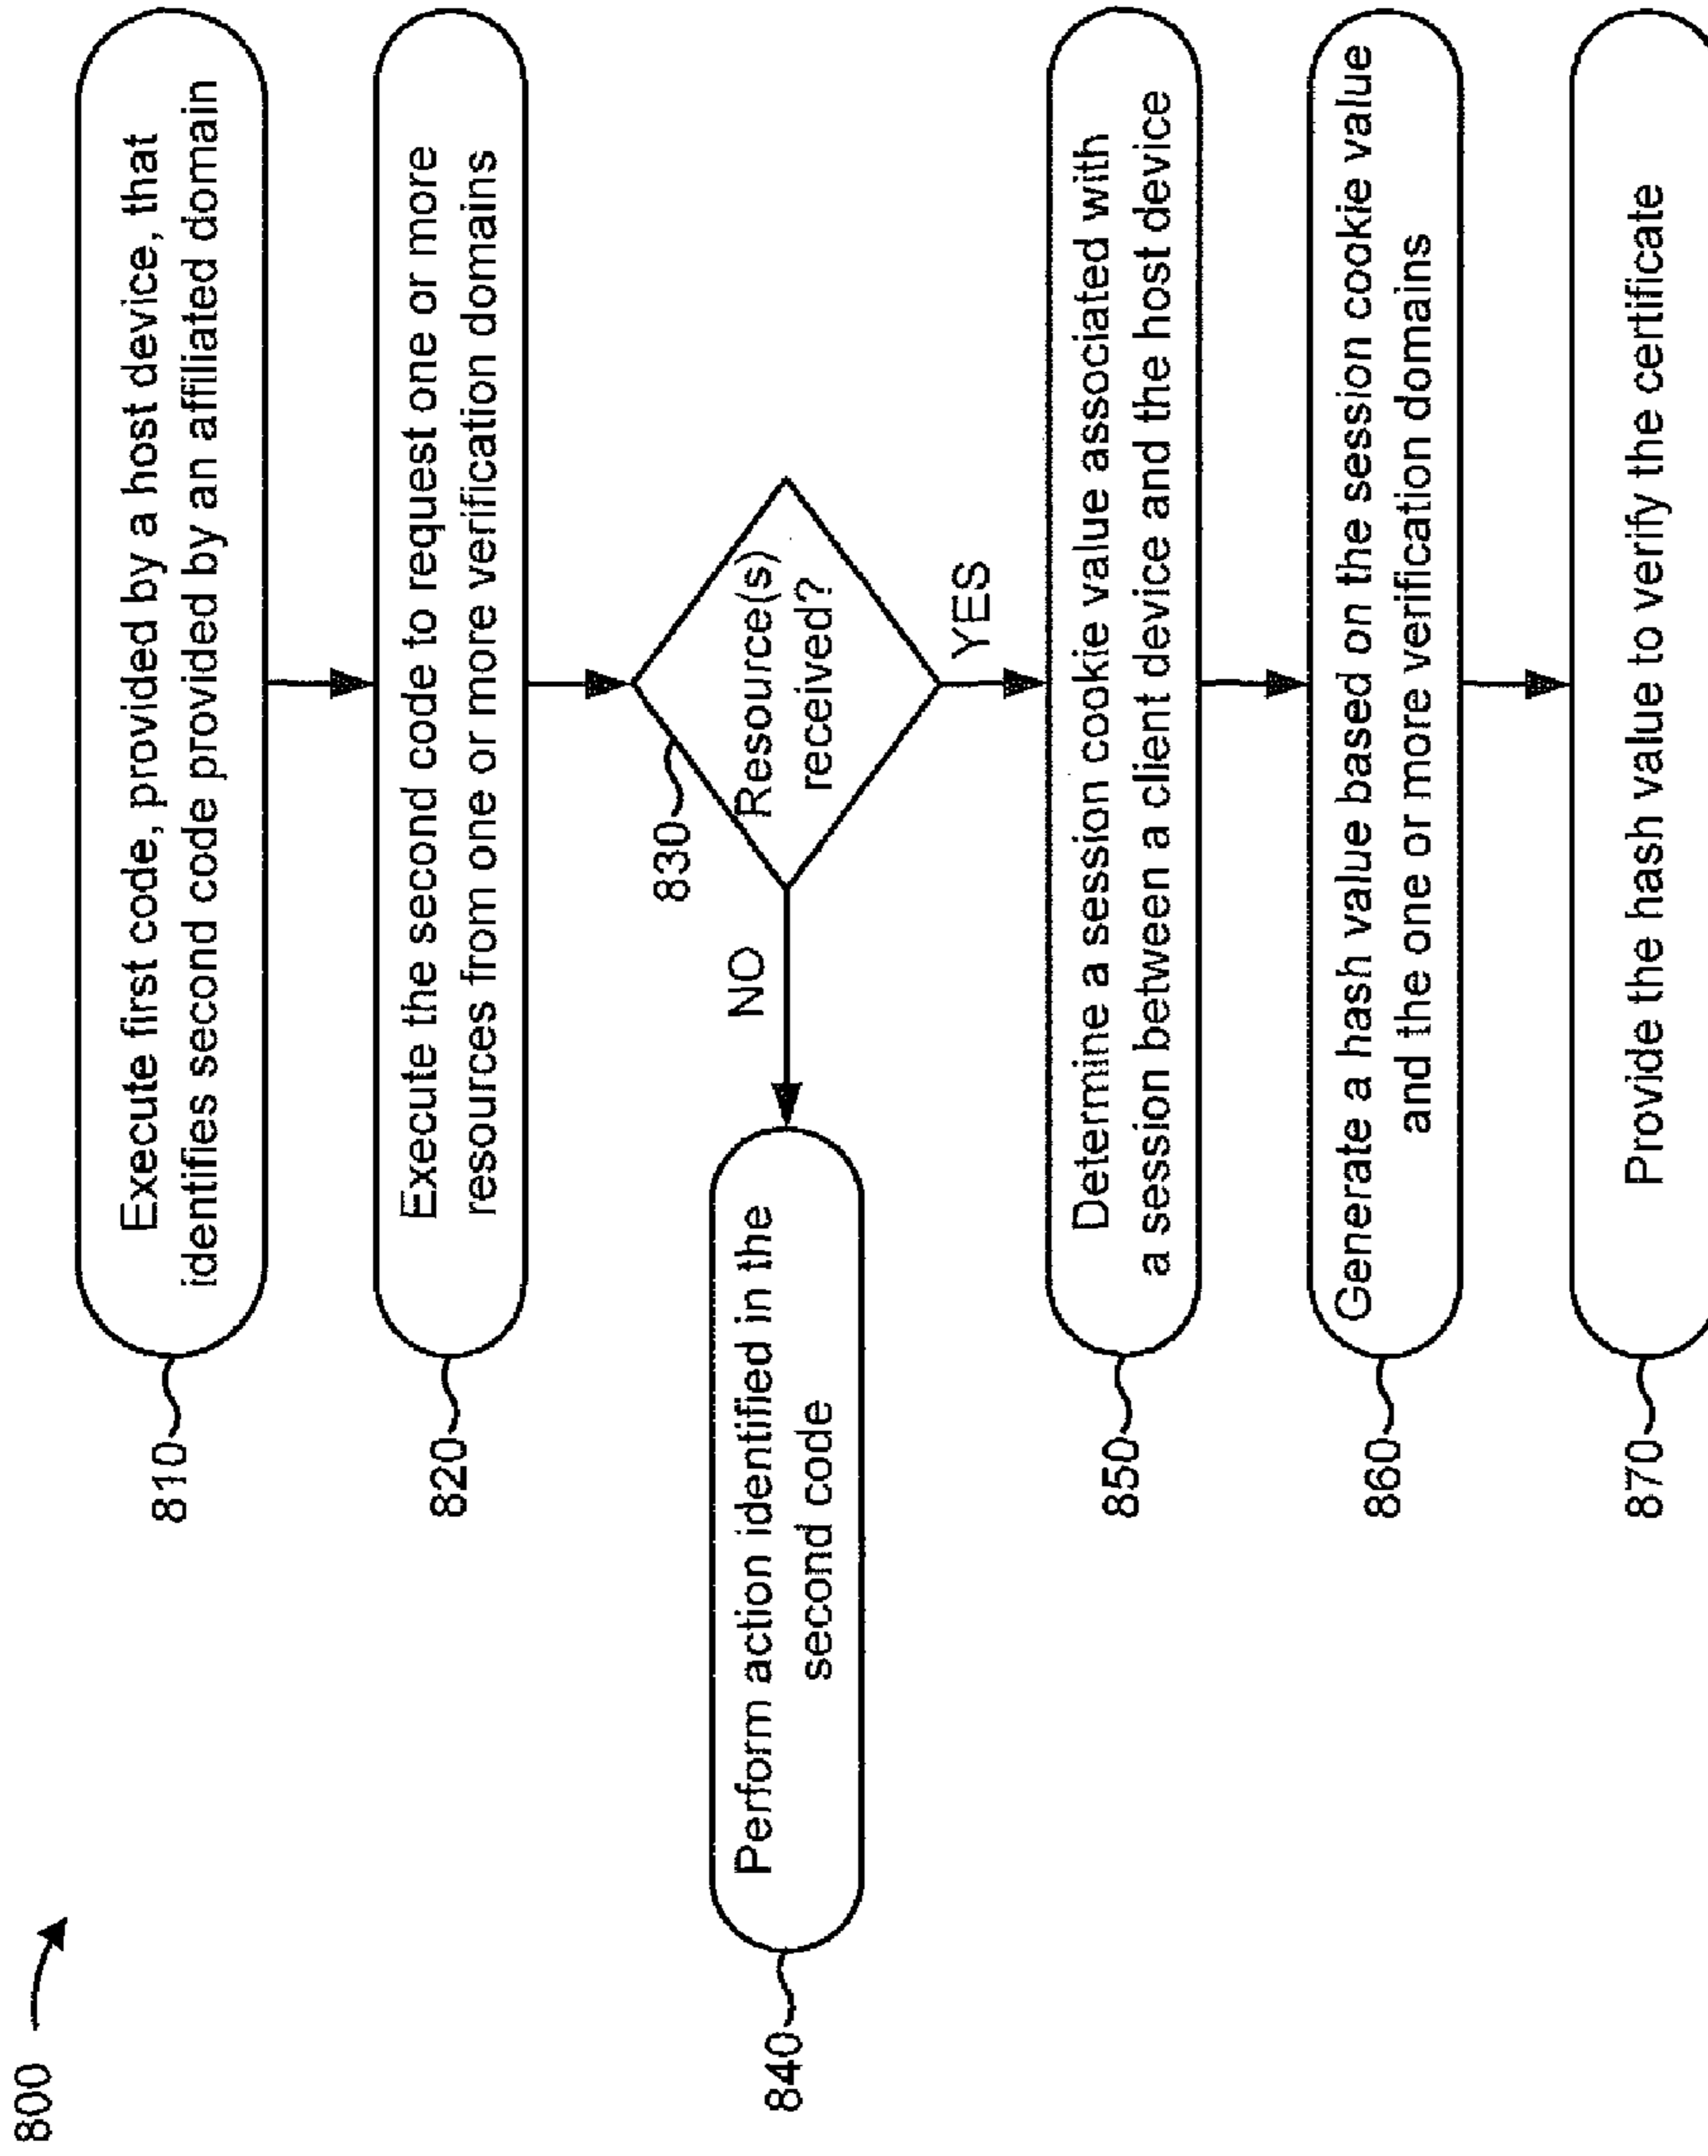 800
810
Execute first code, provided by a host device, that
identifies second code provided by an affiliated domain
820
Execute the second code to request one or more
resources from one or more verification domains
830
Resource(s)
received?
NO
YES
840
Perform action identified in the
second code
850
Determine a session cookie value associated with
a session between a client device and the host device
860
Generate a hash value based on the session cookie value
and the one or more verification domains
870
Provide the hash value to verify the certificate